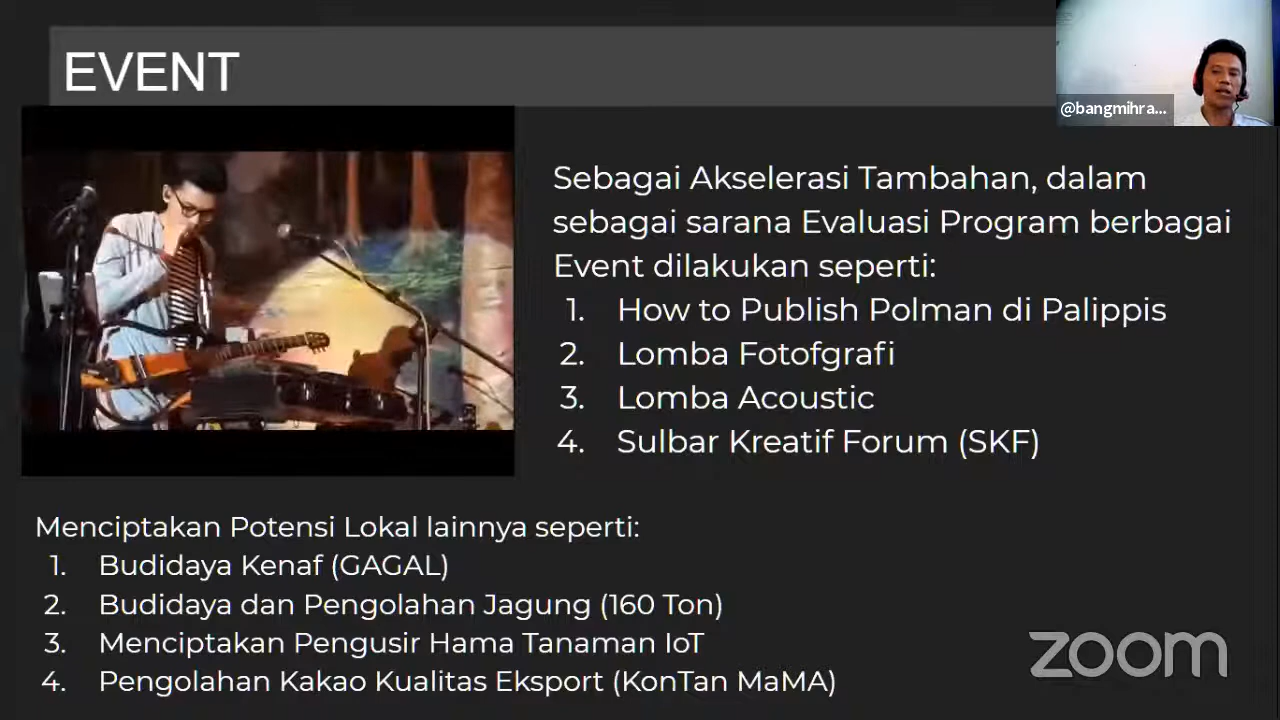 EVENT
@bangmihra...
Sebagai Akselerasi Tambahan, dalam
sebagai sarana Evaluasi Program berbagai
Event dilakukan seperti:
1. How to Publish Polman di Palippis
2. Lomba Fotofgrafi
3. Lomba Acoustic
4. Sulbar Kreatif Forum (SKF)
Menciptakan Potensi Lokal lainnya seperti:
1. Budidaya Kenaf (GAGAL)
2. Budidaya dan Pengolahan Jagung (160 Ton)
3. Menciptakan Pengusir Hama Tanaman IoT
4. Pengolahan Kakao Kualitas Eksport (KonTan MaMA)
zoom